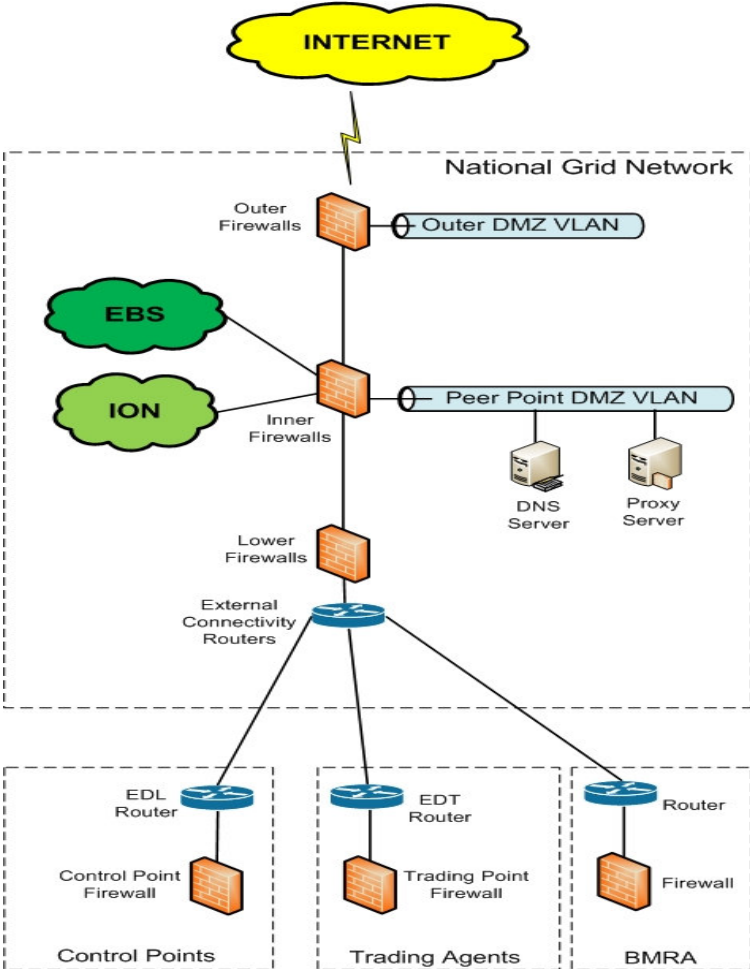 INTERNET
National Grid Network
Outer
Firewalls
Outer DMZ VLAN
EBS
ION
Inner
Firewalls
Peer Point DMZ VLAN
DNS
Server
Proxy
Server
Lower
Firewalls
External
Connectivity
Routers
EDL
Router
EDT
Router
Router
Control Point
Firewall
Trading Point
Firewall
Firewall
Control Points
Trading Agents
BMRA